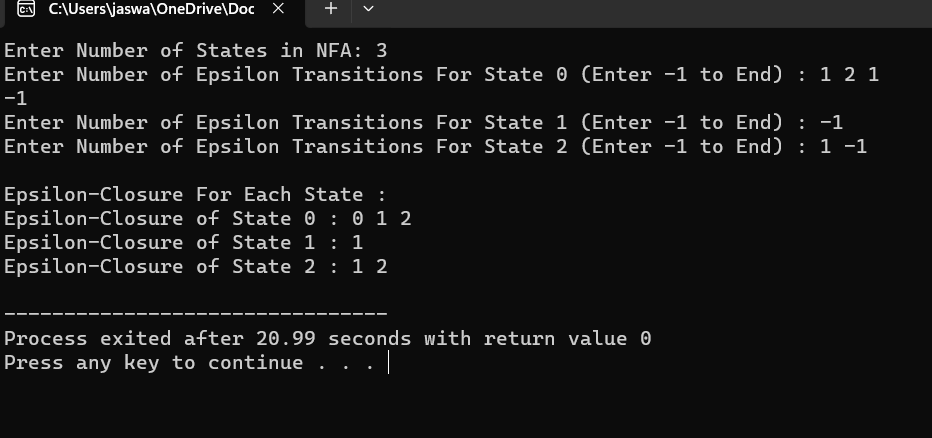 C:\Users\jaswa\OneDrive\Doc
Enter Number of States in NFA: 3
Enter Number of Epsilon Transitions For State 0 (Enter -1 to End) : 1 2 1
-1
Enter Number of Epsilon Transitions For State 1 (Enter -1 to End) : -1
Enter Number of Epsilon Transitions For State 2 (Enter -1 to End) : 1 -1
Epsilon-Closure For Each State :
Epsilon-Closure of State 0 : 0 1 2
Epsilon-Closure of State 1 : 1
Epsilon-Closure of State 2 : 1 2
--------------------------------
Process exited after 20.99 seconds with return value 0
Press any key to continue . . .